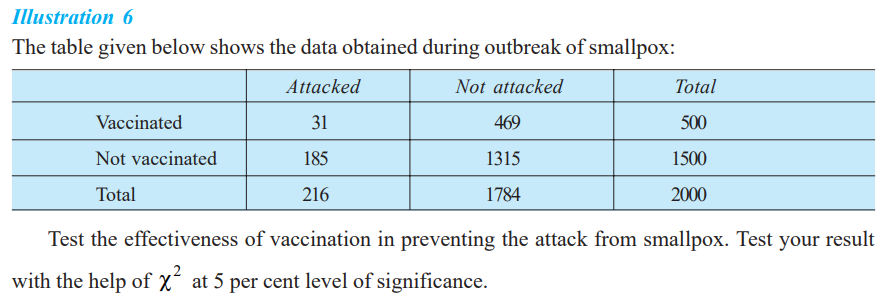 Illustration 6
The table given below shows the data obtained during outbreak of smallpox:
Attacked Not attacked Total
Vaccinated 31 469 500
Not vaccinated 185 1315 1500
Total 216 1784 2000
Test the effectiveness of vaccination in preventing the attack from smallpox. Test your result
with the help of χ² at 5 per cent level of significance.